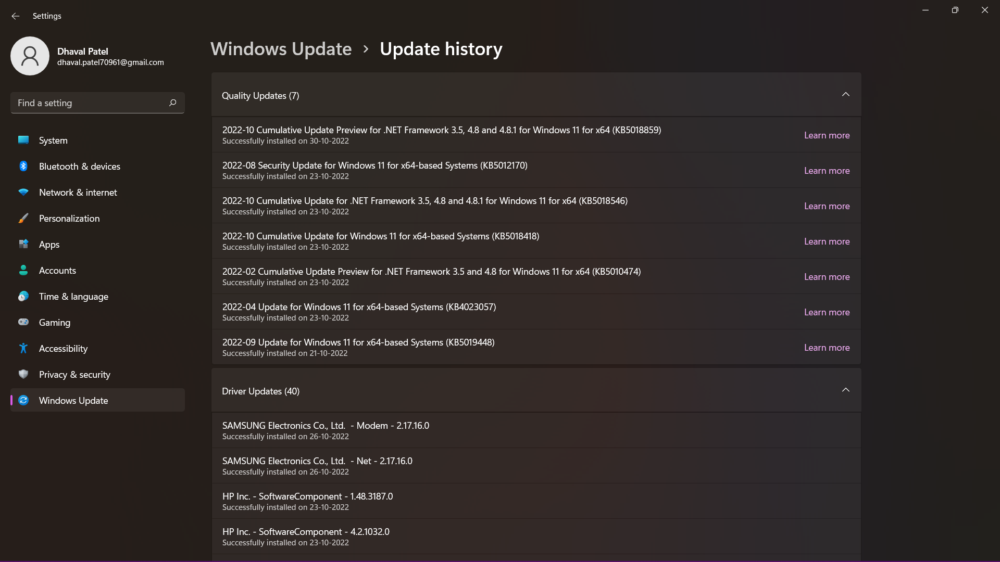 Settings
Dhaval Patel
dhaval.patel70961@gmail.com
Find a setting
System
Bluetooth & devices
Network & internet
Personalization
Apps
Accounts
Time & language
Gaming
Accessibility
Privacy & security
Windows Update
Windows Update > Update history
Quality Updates (7)
2022-10 Cumulative Update Preview for .NET Framework 3.5, 4.8 and 4.8.1 for Windows 11 for x64 (KB5018859)
Successfully installed on 30-10-2022
Learn more
2022-08 Security Update for Windows 11 for x64-based Systems (KB5012170)
Successfully installed on 23-10-2022
Learn more
2022-10 Cumulative Update for .NET Framework 3.5, 4.8 and 4.8.1 for Windows 11 for x64 (KB5018546)
Successfully installed on 23-10-2022
Learn more
2022-10 Cumulative Update for Windows 11 for x64-based Systems (KB5018418)
Successfully installed on 23-10-2022
Learn more
2022-02 Cumulative Update Preview for .NET Framework 3.5 and 4.8 for Windows 11 for x64 (KB5010474)
Successfully installed on 23-10-2022
Learn more
2022-04 Update for Windows 11 for x64-based Systems (KB4023057)
Successfully installed on 23-10-2022
Learn more
2022-09 Update for Windows 11 for x64-based Systems (KB5019448)
Successfully installed on 21-10-2022
Learn more
Driver Updates (40)
SAMSUNG Electronics Co., Ltd.  - Modem - 2.17.16.0
Successfully installed on 26-10-2022
SAMSUNG Electronics Co., Ltd.  - Net - 2.17.16.0
Successfully installed on 26-10-2022
HP Inc. - SoftwareComponent - 1.48.3187.0
Successfully installed on 23-10-2022
HP Inc. - SoftwareComponent - 4.2.1032.0
Successfully installed on 23-10-2022